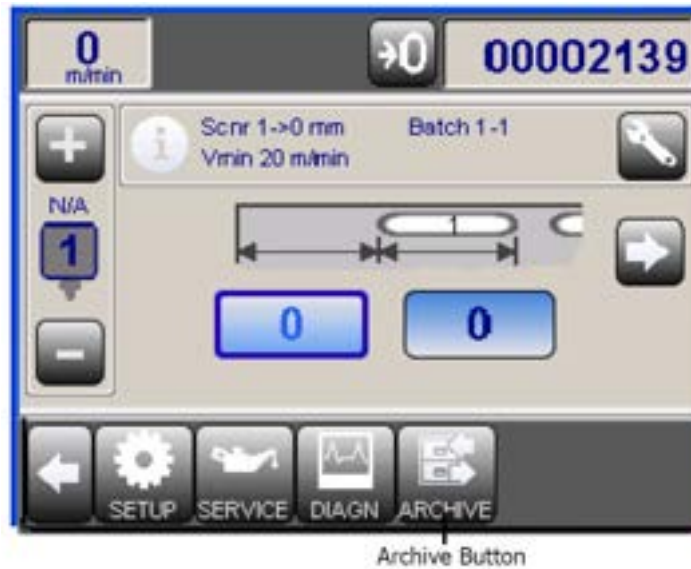 0
m/min
0
00002139
Scnr 1->0 mm
Batch 1-1
Vmin 20 m/min
N/A
1
1
0
0
SETUP
SERVICE
DIAGN
ARCHIVE
Archive Button